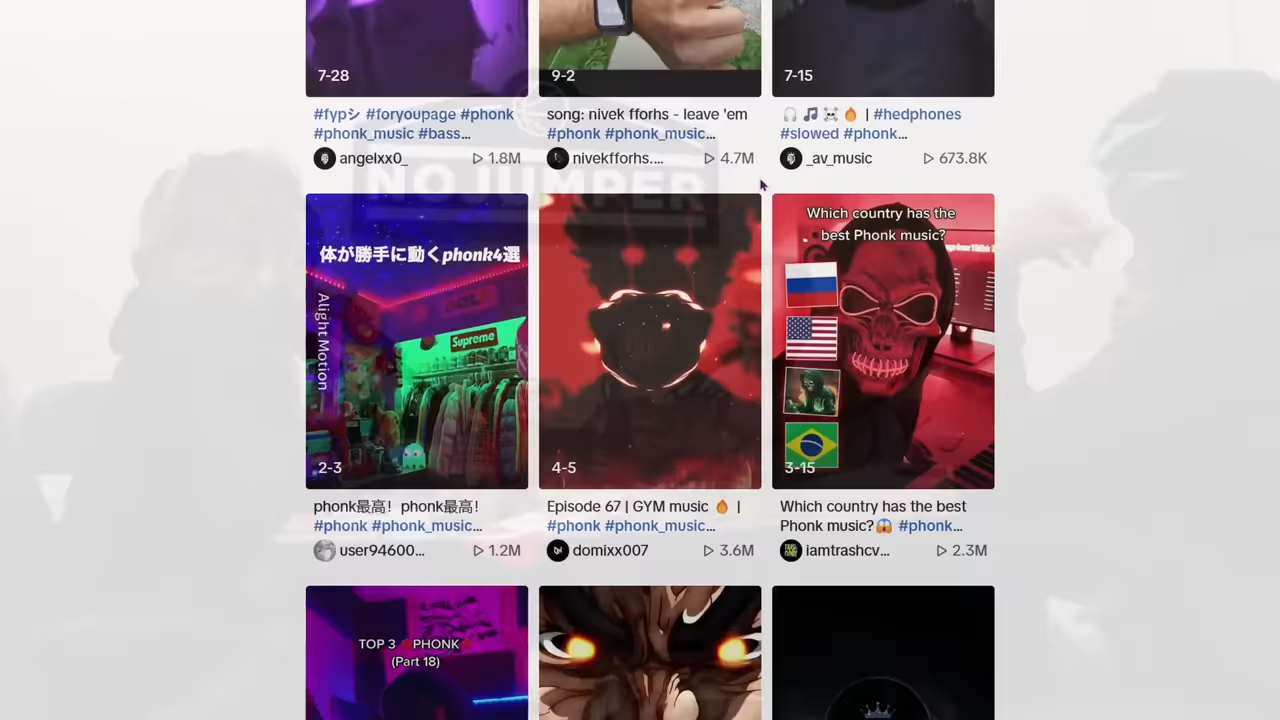 7-28
9-2
7-15
#fypシ #foryoupage #phonk
#phonk_music #bass...
angelxx0_
1.8M
song: nivek fforhs - leave 'em
#phonk #phonk_music...
nivekfforhs....
4.7M
🎧 🎵 ☠️ 🔥 | #hedphones
#slowed #phonk...
_av_music
673.8K
NO JUMPER
体が勝手に動くphonk4選
Alight Motion
Supreme
2-3
4-5
Which country has the
best Phonk music?
3-15
phonk最高！phonk最高！
#phonk #phonk_music...
user94600...
1.2M
Episode 67 | GYM music 🔥 |
#phonk #phonk_music...
domixx007
3.6M
Which country has the best
Phonk music?😱 #phonk...
iamtrashcv...
2.3M
TOP 3 PHONK
(Part 18)